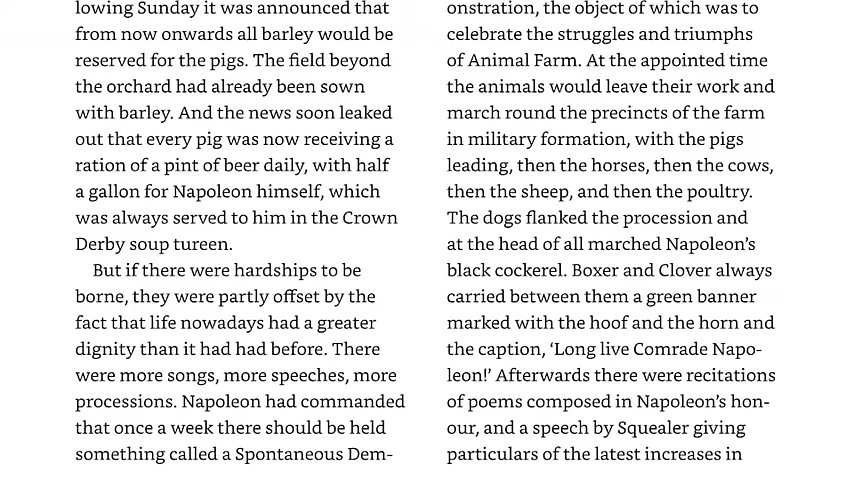 lowing Sunday it was announced that
from now onwards all barley would be
reserved for the pigs. The field beyond
the orchard had already been sown
with barley. And the news soon leaked
out that every pig was now receiving a
ration of a pint of beer daily, with half
a gallon for Napoleon himself, which
was always served to him in the Crown
Derby soup tureen.
But if there were hardships to be
borne, they were partly offset by the
fact that life nowadays had a greater
dignity than it had had before. There
were more songs, more speeches, more
processions. Napoleon had commanded
that once a week there should be held
something called a Spontaneous Dem-
onstration, the object of which was to
celebrate the struggles and triumphs
of Animal Farm. At the appointed time
the animals would leave their work and
march round the precincts of the farm
in military formation, with the pigs
leading, then the horses, then the cows,
then the sheep, and then the poultry.
The dogs flanked the procession and
at the head of all marched Napoleon’s
black cockerel. Boxer and Clover always
carried between them a green banner
marked with the hoof and the horn and
the caption, ‘Long live Comrade Napo-
leon!’ Afterwards there were recitations
of poems composed in Napoleon’s hon-
our, and a speech by Squealer giving
particulars of the latest increases in